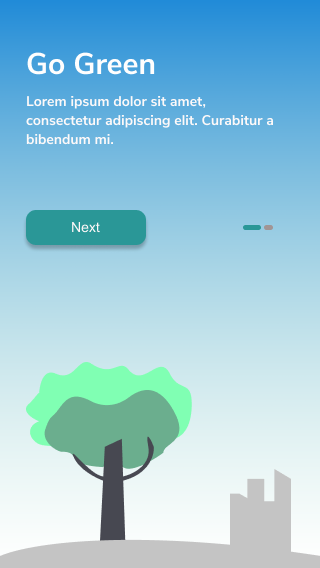 Go Green
Lorem ipsum dolor sit amet,
consectetur adipiscing elit. Curabitur a
bibendum mi.
Next